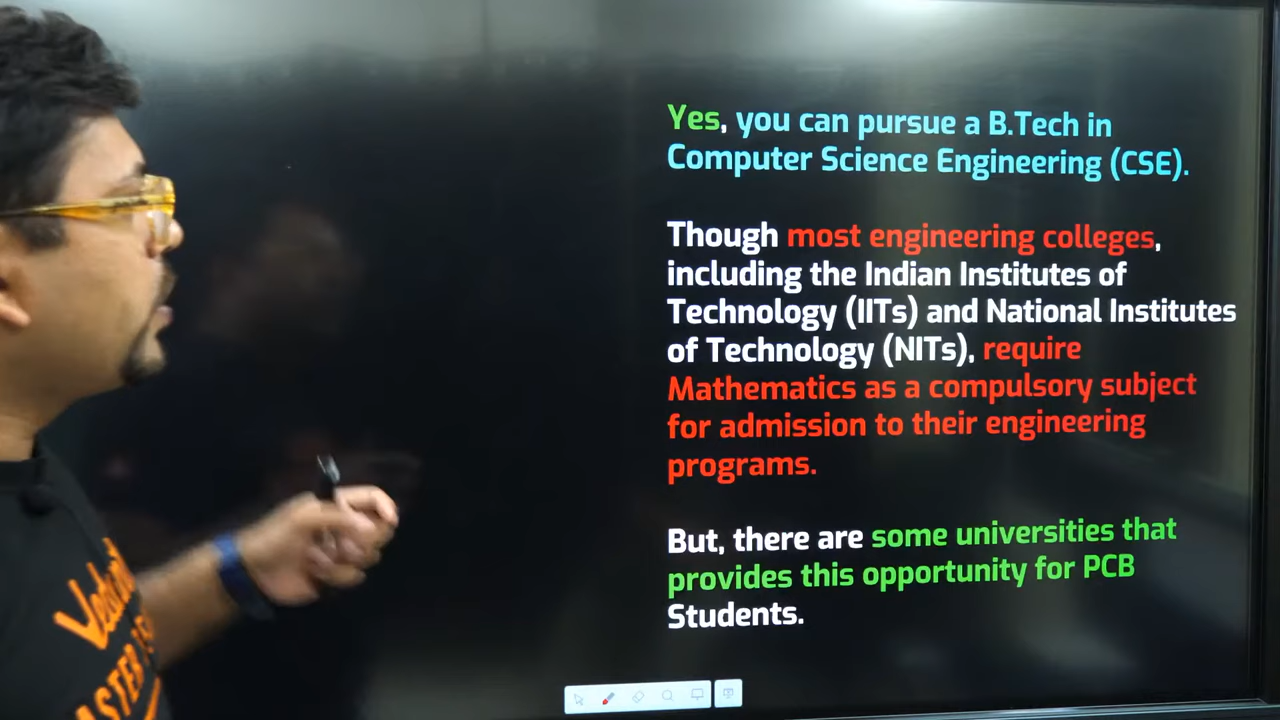 Yes, you can pursue a B.Tech in
Computer Science Engineering (CSE).
Though most engineering colleges,
including the Indian Institutes of
Technology (IITs) and National Institutes
of Technology (NITs), require
Mathematics as a compulsory subject
for admission to their engineering
programs.
But, there are some universities that
provides this opportunity for PCB
Students.